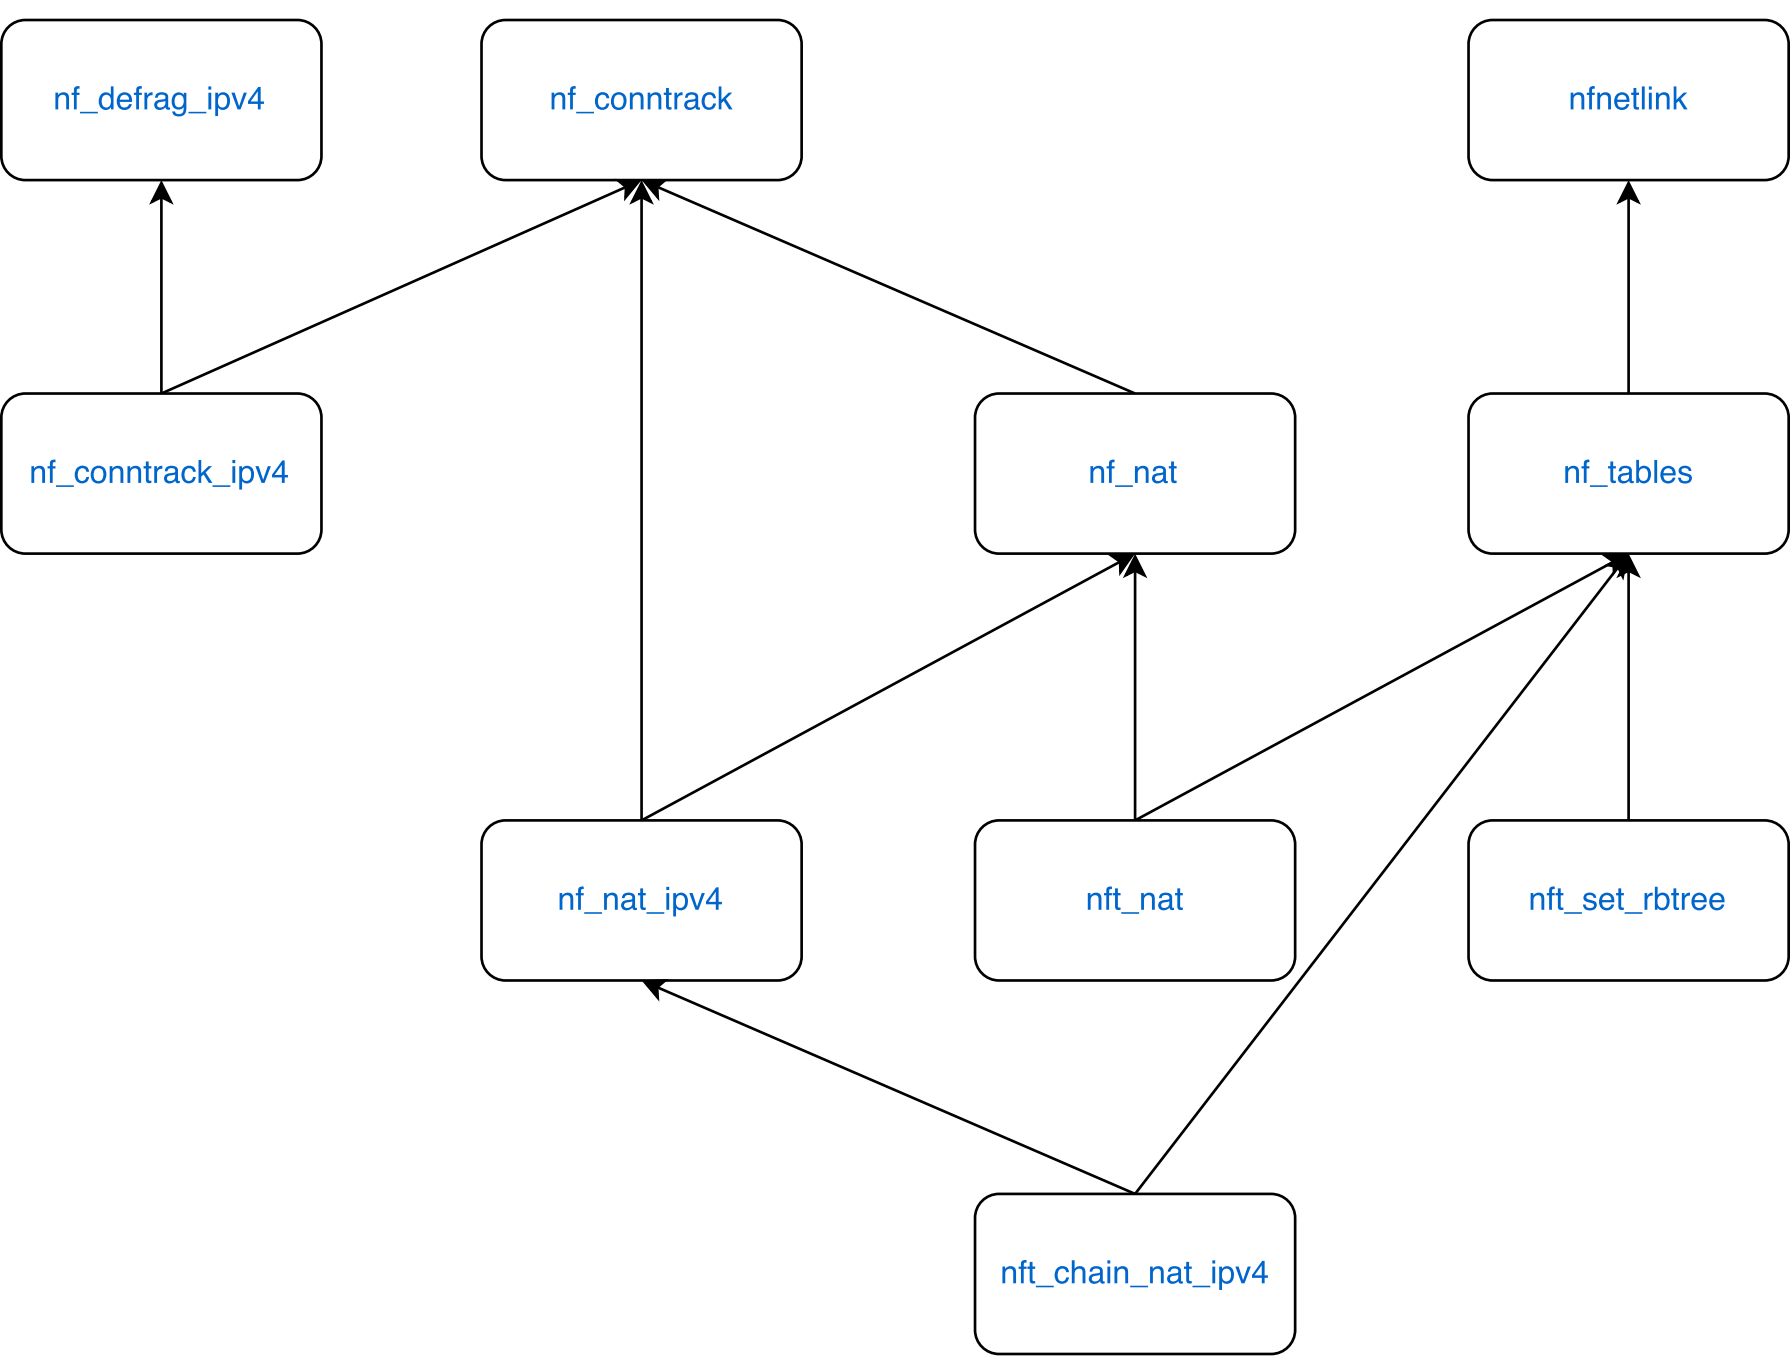 nf_defrag_ipv4
nf_conntrack
nfnetlink
nf_conntrack_ipv4
nf_nat
nf_tables
nf_nat_ipv4
nft_nat
nft_set_rbtree
nft_chain_nat_ipv4